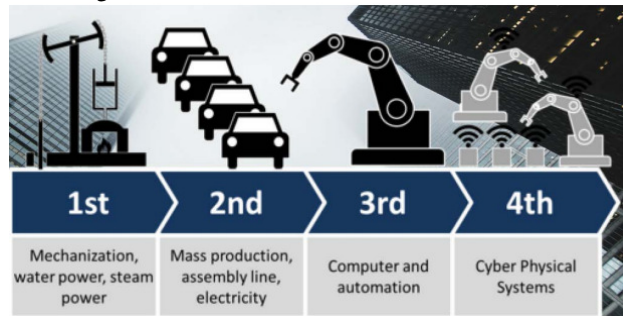 1st
2nd
3rd
4th
Mechanization,
water power, steam
power
Mass production,
assembly line,
electricity
Computer and
automation
Cyber Physical
Systems